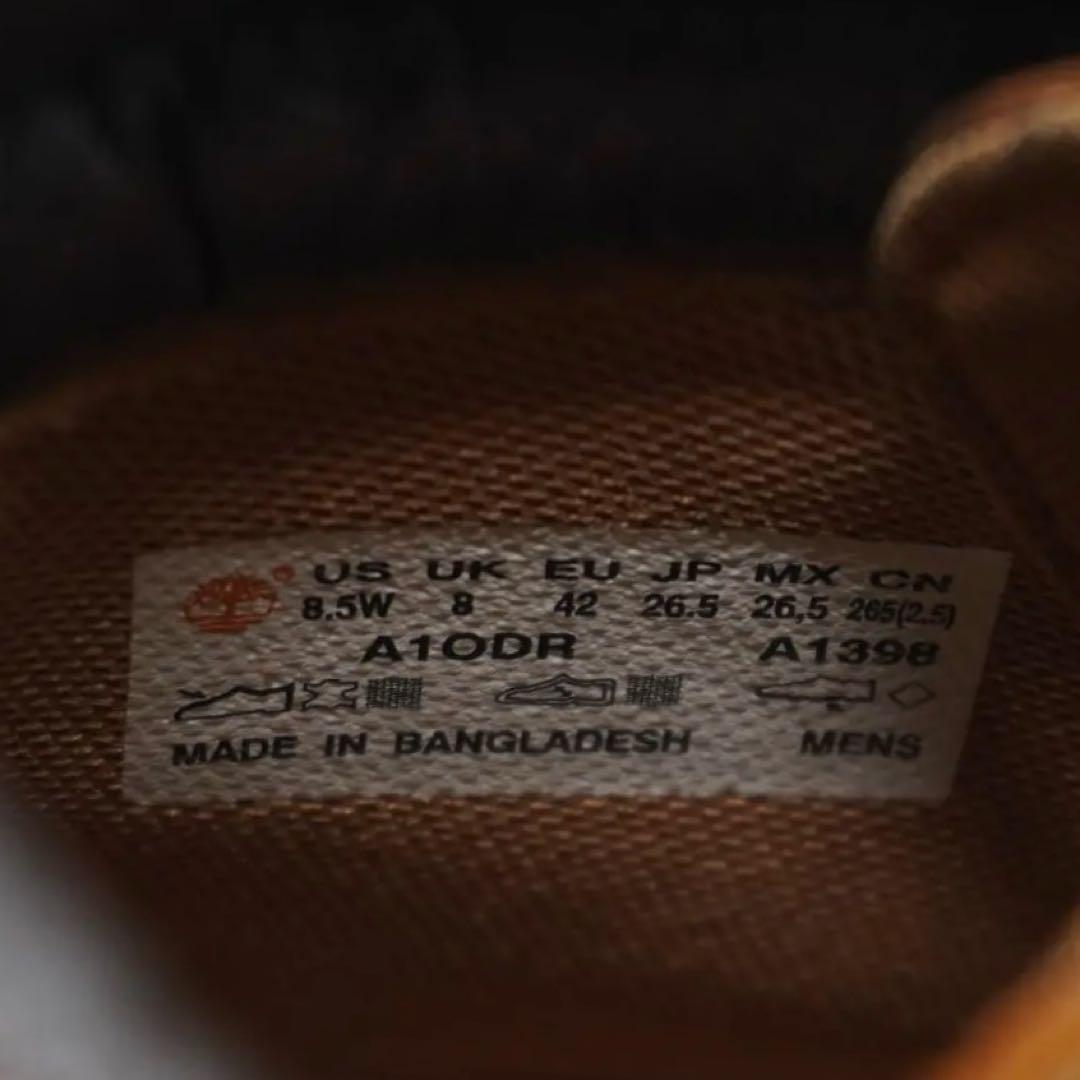 US UK EU JP MX CN
8.5W 8 42 26.5 26,5 265(2.5)
A1ODR A1398
MADE IN BANGLADESH MENS